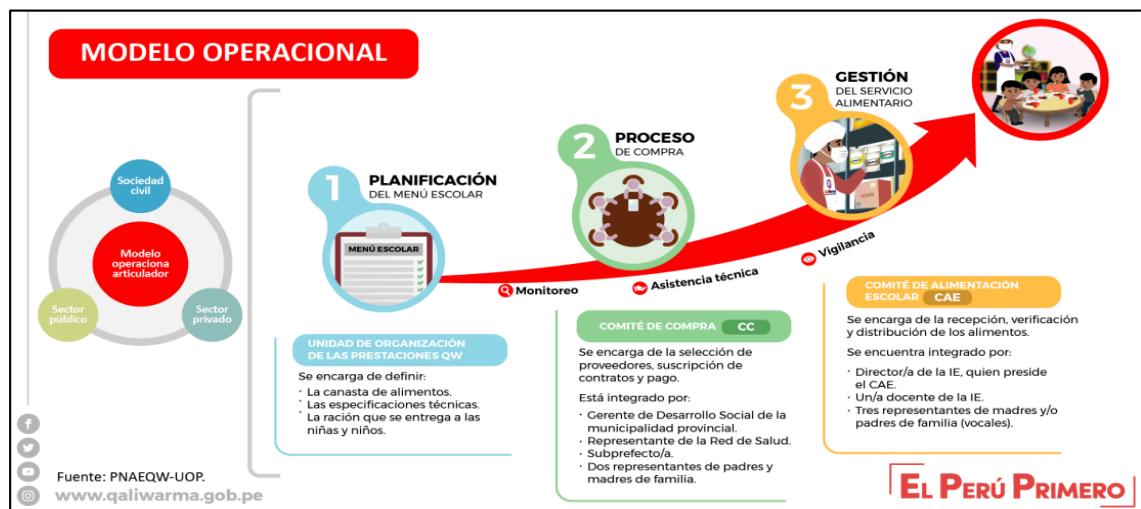 MODELO OPERACIONAL
Sociedad
civil
Modelo
operaciona
articulador
Sector
público
Sector
privado
1
PLANIFICACIÓN
DEL MENÚ ESCOLAR
MENÚ ESCOLAR
2
PROCESO
DE COMPRA
3
GESTIÓN
DEL SERVICIO
ALIMENTARIO
Monitoreo
Asistencia técnica
Vigilancia
UNIDAD DE ORGANIZACIÓN
DE LAS PRESTACIONES QW
Se encarga de definir:
· La canasta de alimentos.
· Las especificaciones técnicas.
· La ración que se entrega a las
niñas y niños.
COMITÉ DE COMPRA CC
Se encarga de la selección de
proveedores, suscripción de
contratos y pago.
Está integrado por:
· Gerente de Desarrollo Social de la
municipalidad provincial.
· Representante de la Red de Salud.
· Subprefecto/a.
· Dos representantes de padres y
madres de familia.
COMITÉ DE ALIMENTACIÓN
ESCOLAR CAE
Se encarga de la recepción, verificación
y distribución de los alimentos.
Se encuentra integrado por:
· Director/a de la IE, quien preside
el CAE.
· Un/a docente de la IE.
· Tres representantes de madres y/o
padres de familia (vocales).
Fuente: PNAEQW-UOP.
www.qaliwarma.gob.pe
EL PERÚ PRIMERO